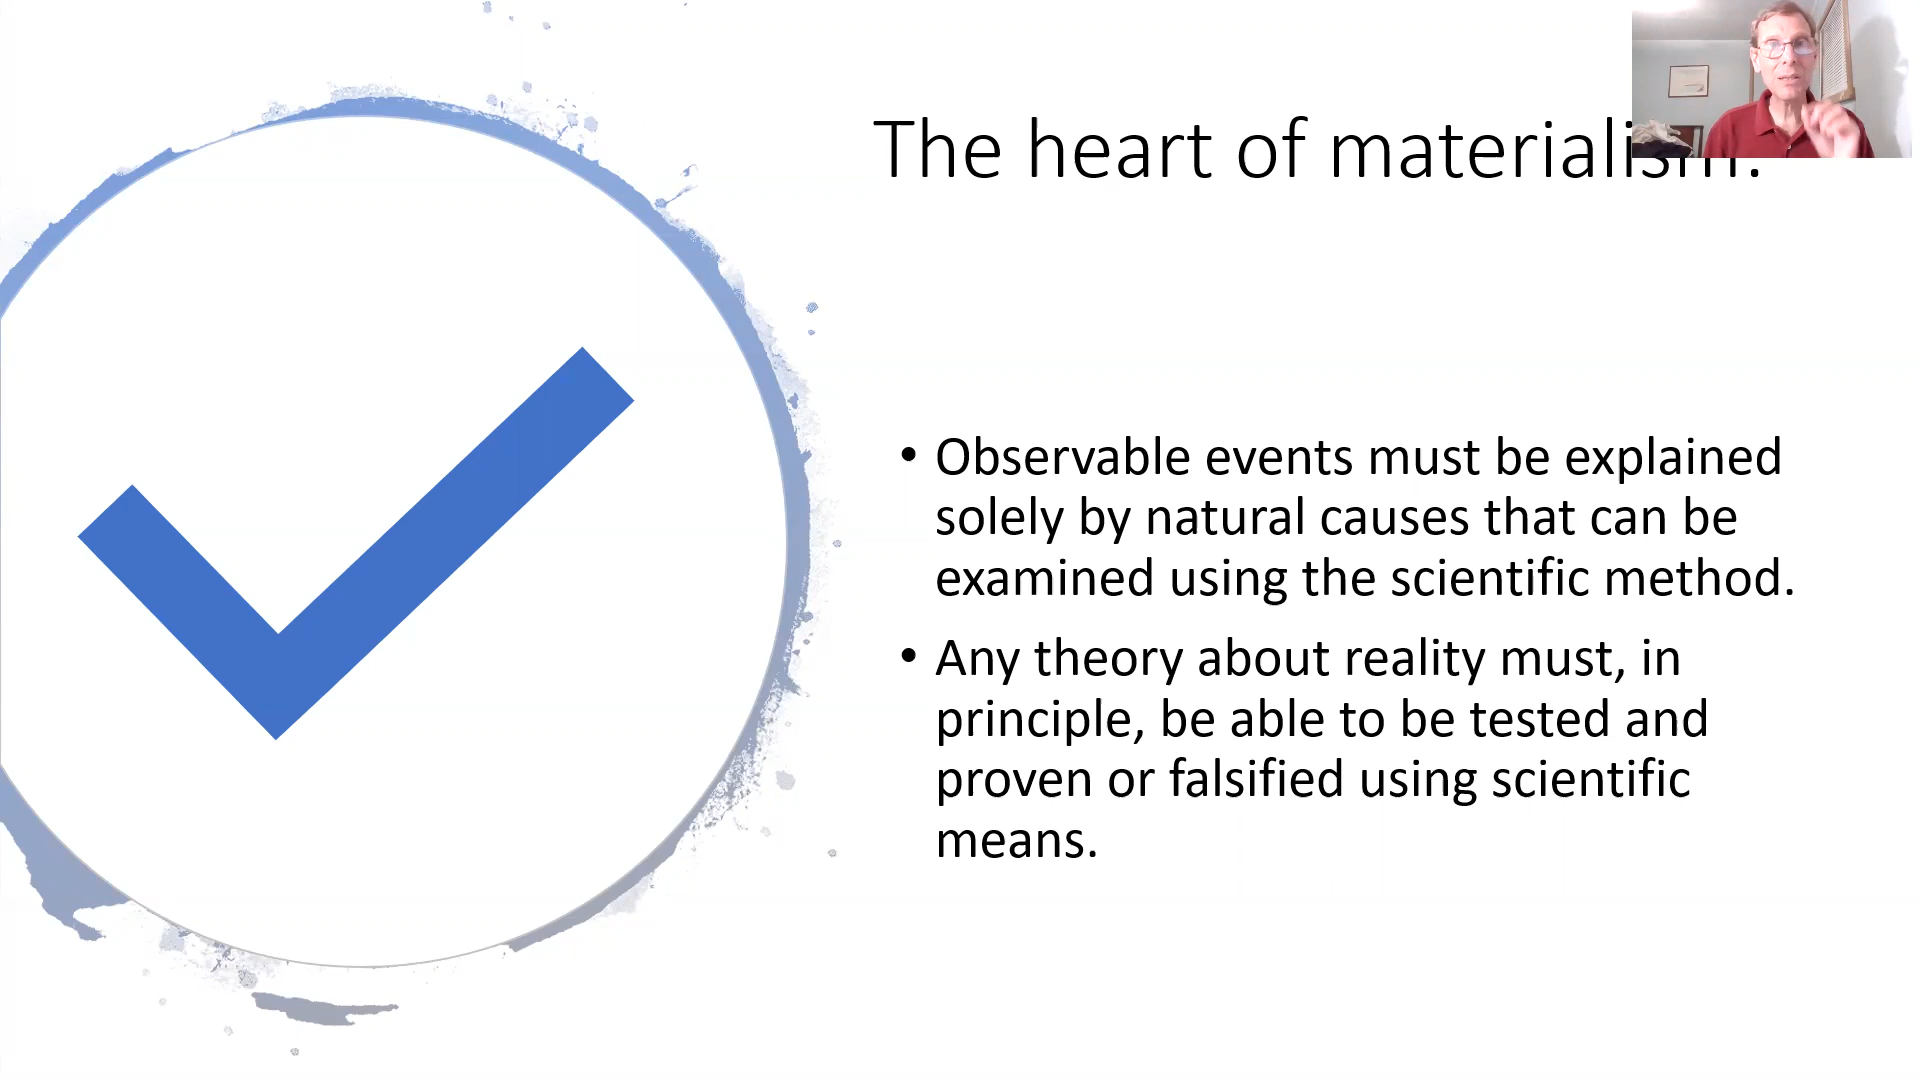 The heart of materialism:
• Observable events must be explained
solely by natural causes that can be
examined using the scientific method.
• Any theory about reality must, in
principle, be able to be tested and
proven or falsified using scientific
means.